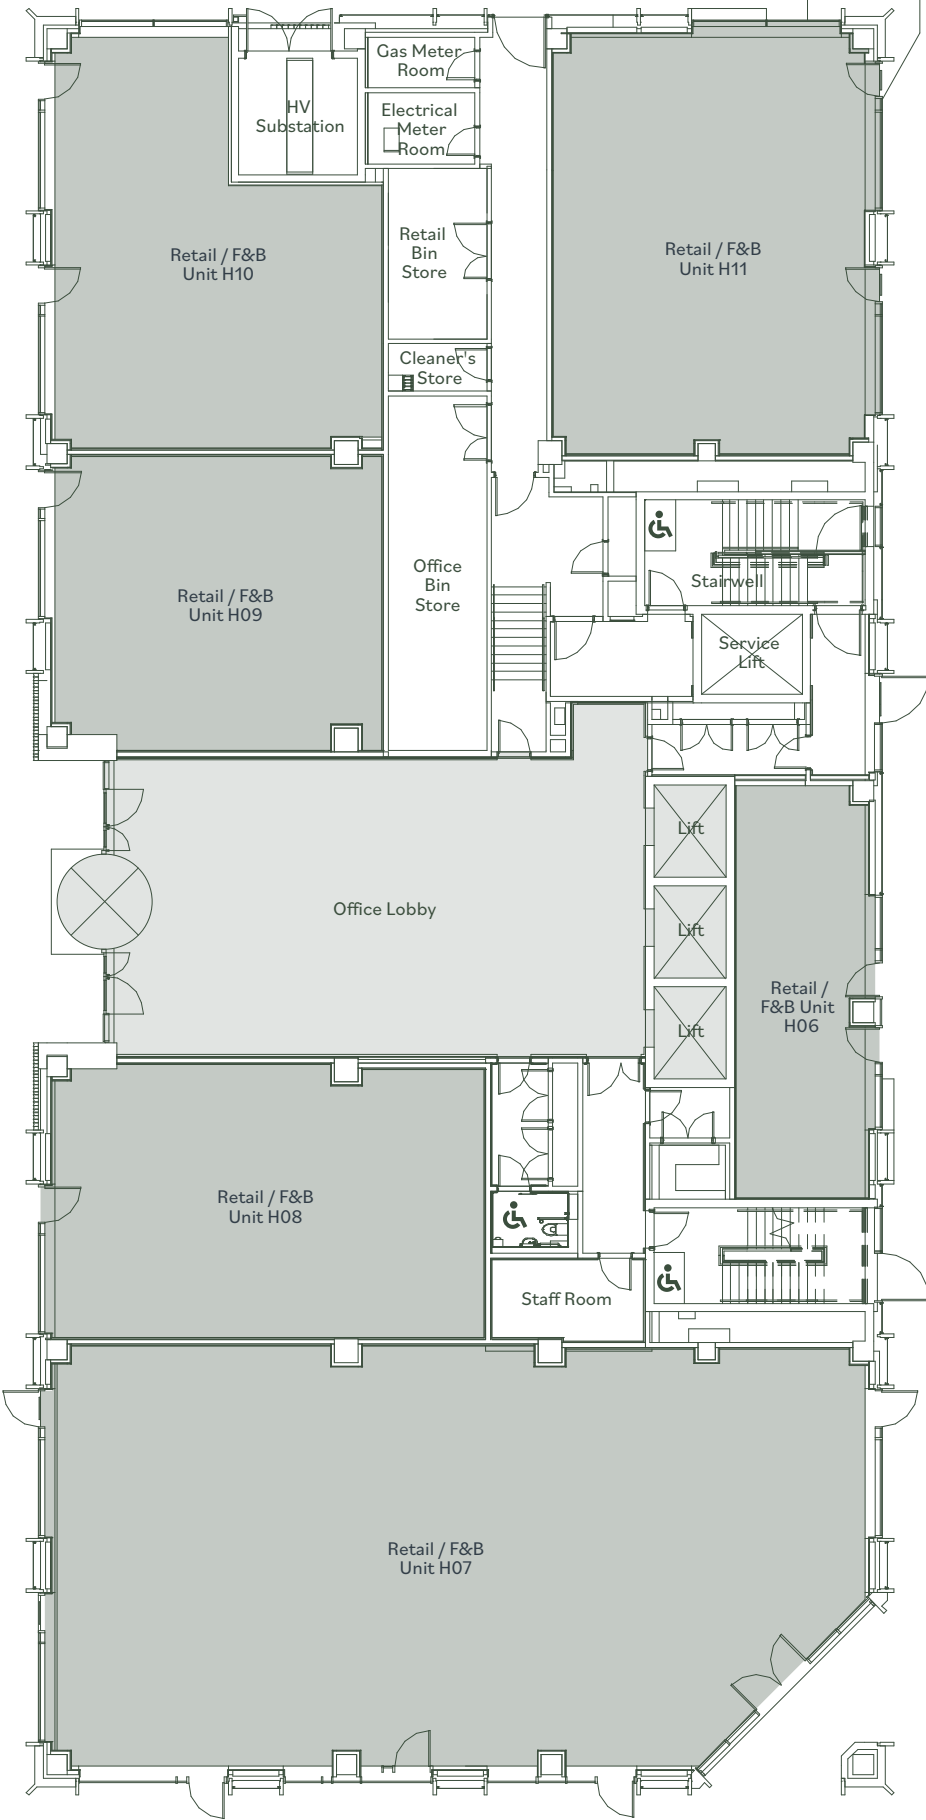 Gas Meter
Room
HV
Substation
Electrical
Meter
Room
Retail / F&B
Unit H10
Retail
Bin
Store
Retail / F&B
Unit H11
Cleaner's
Store
Retail / F&B
Unit H09
Office
Bin
Store
Stairwell
Service
Lift
Lift
Office Lobby
Lift
Retail /
F&B Unit
H06
Lift
Retail / F&B
Unit H08
Staff Room
Retail / F&B
Unit H07